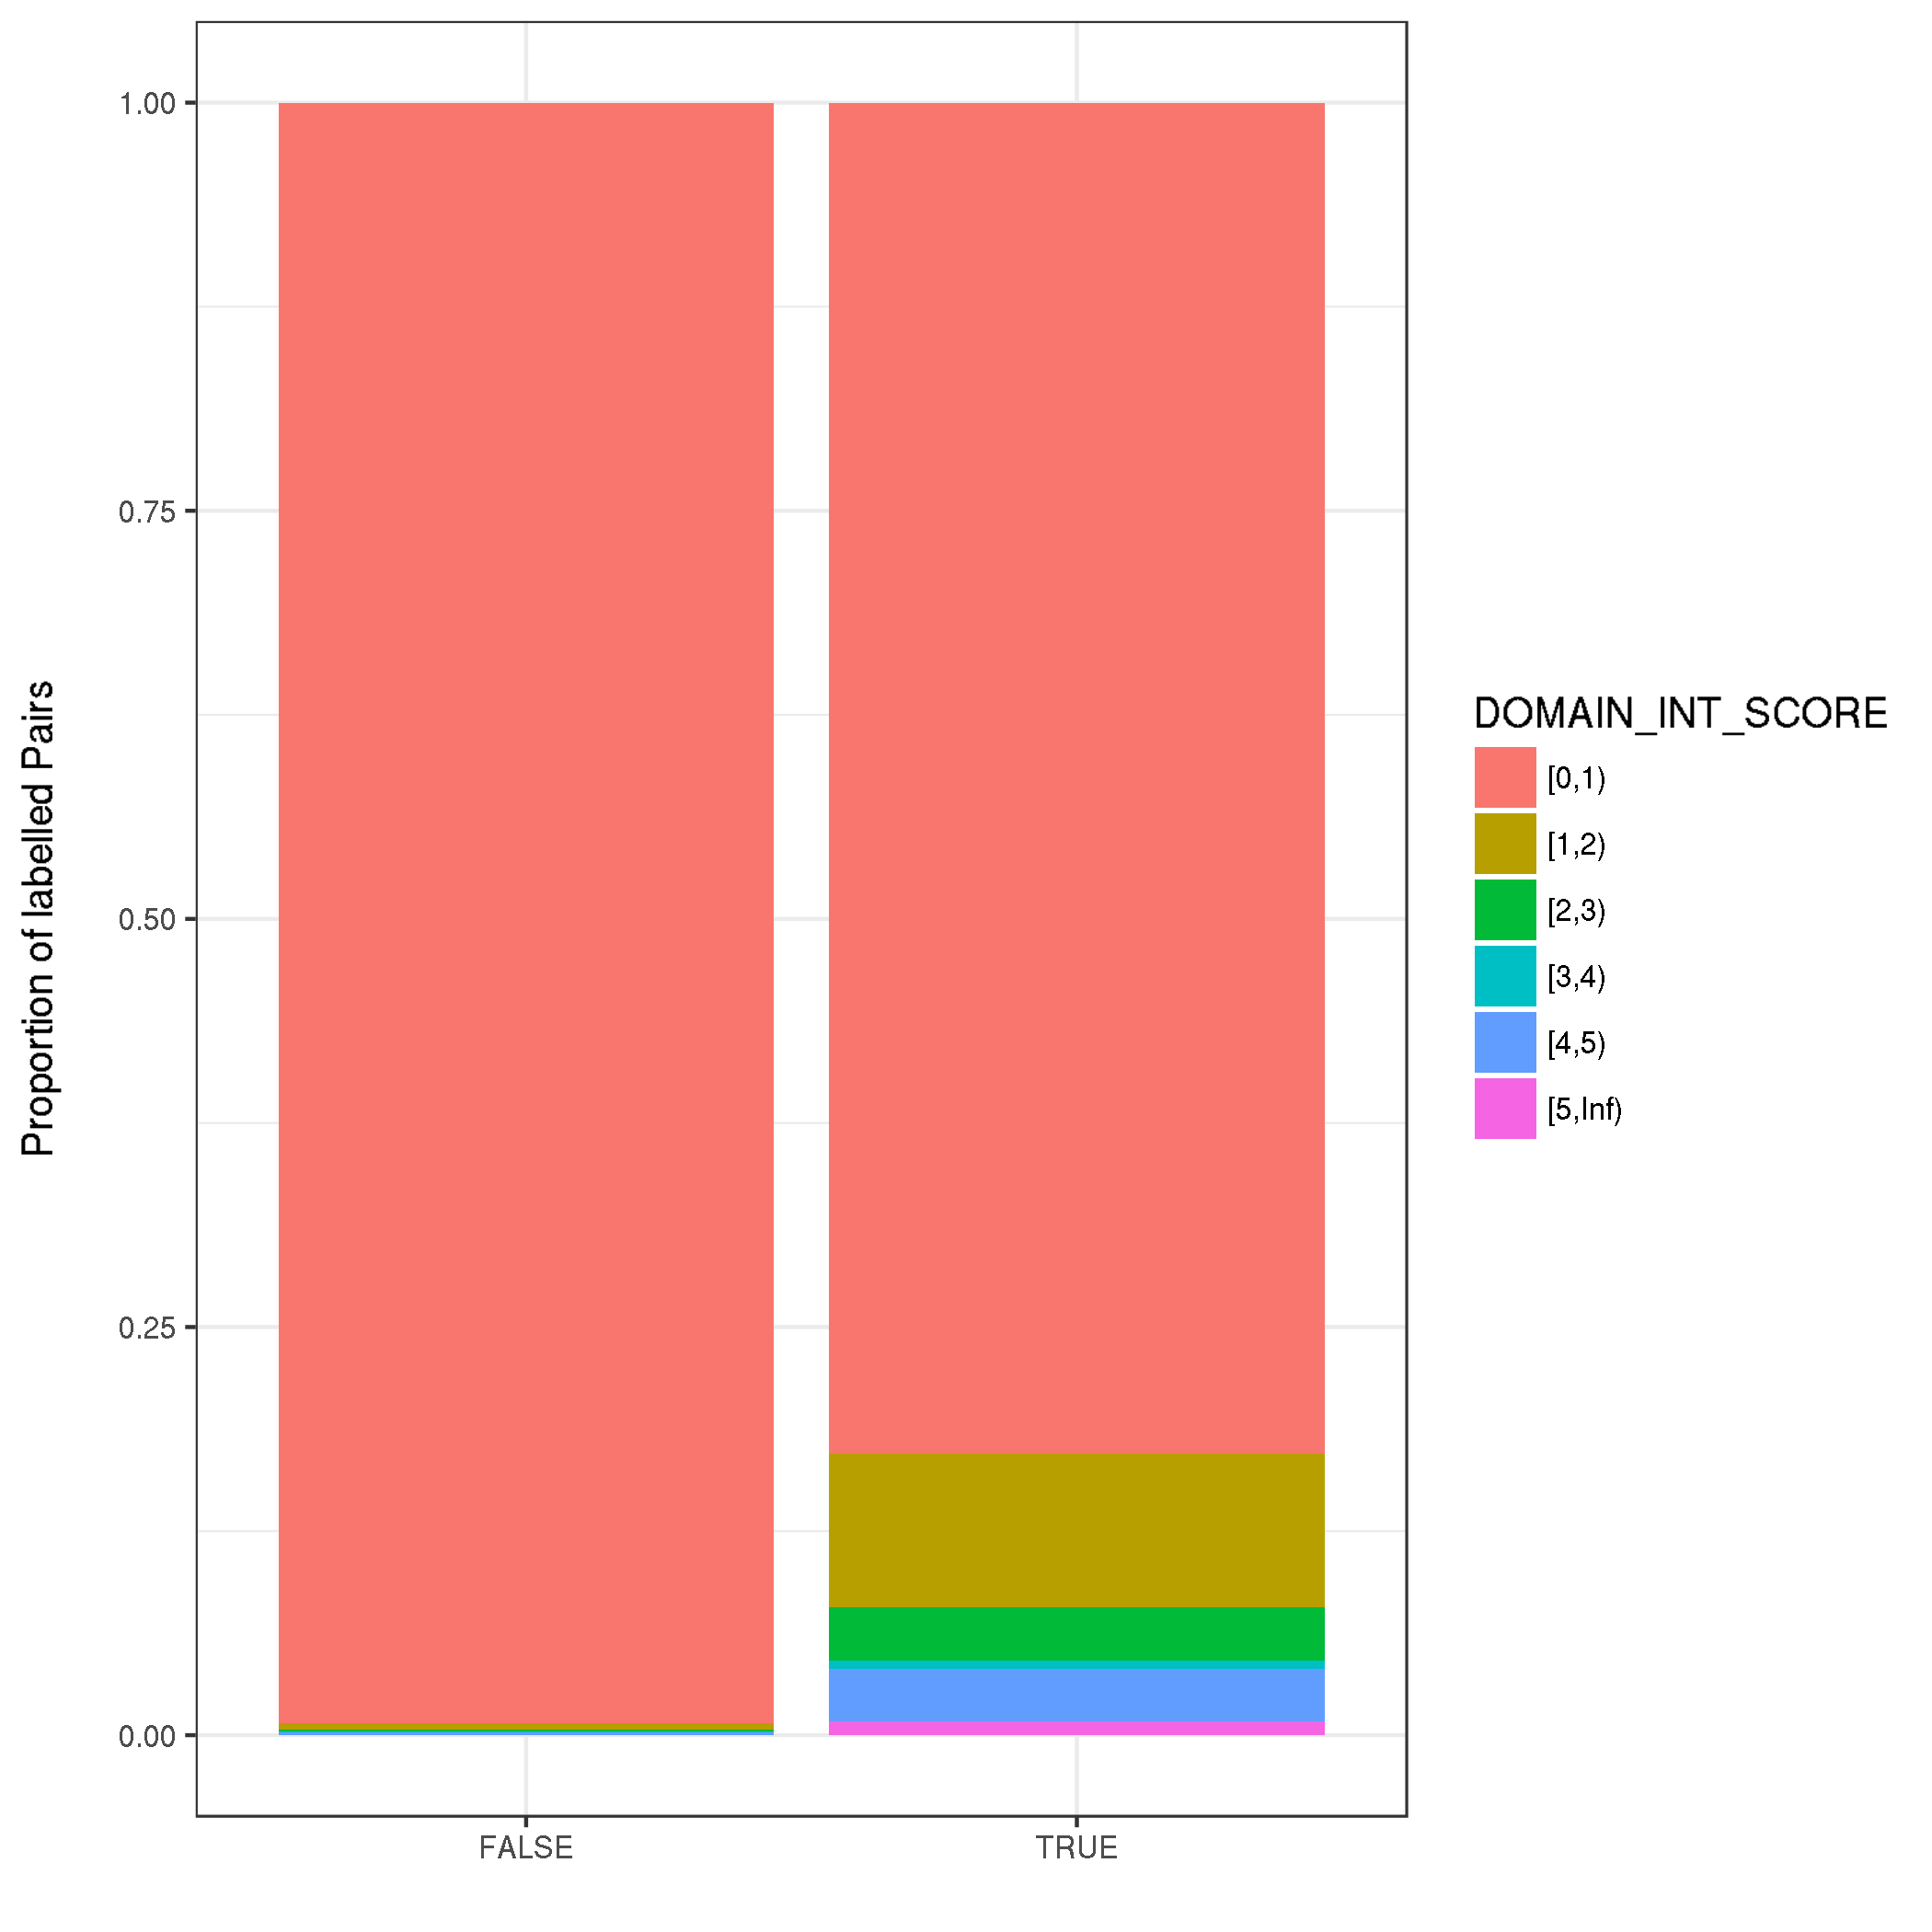 Proportion of labelled Pairs
1.00
0.75
0.50
0.25
0.00
FALSE
TRUE
DOMAIN_INT_SCORE
[0,1)
[1,2)
[2,3)
[3,4)
[4,5)
[5,Inf)